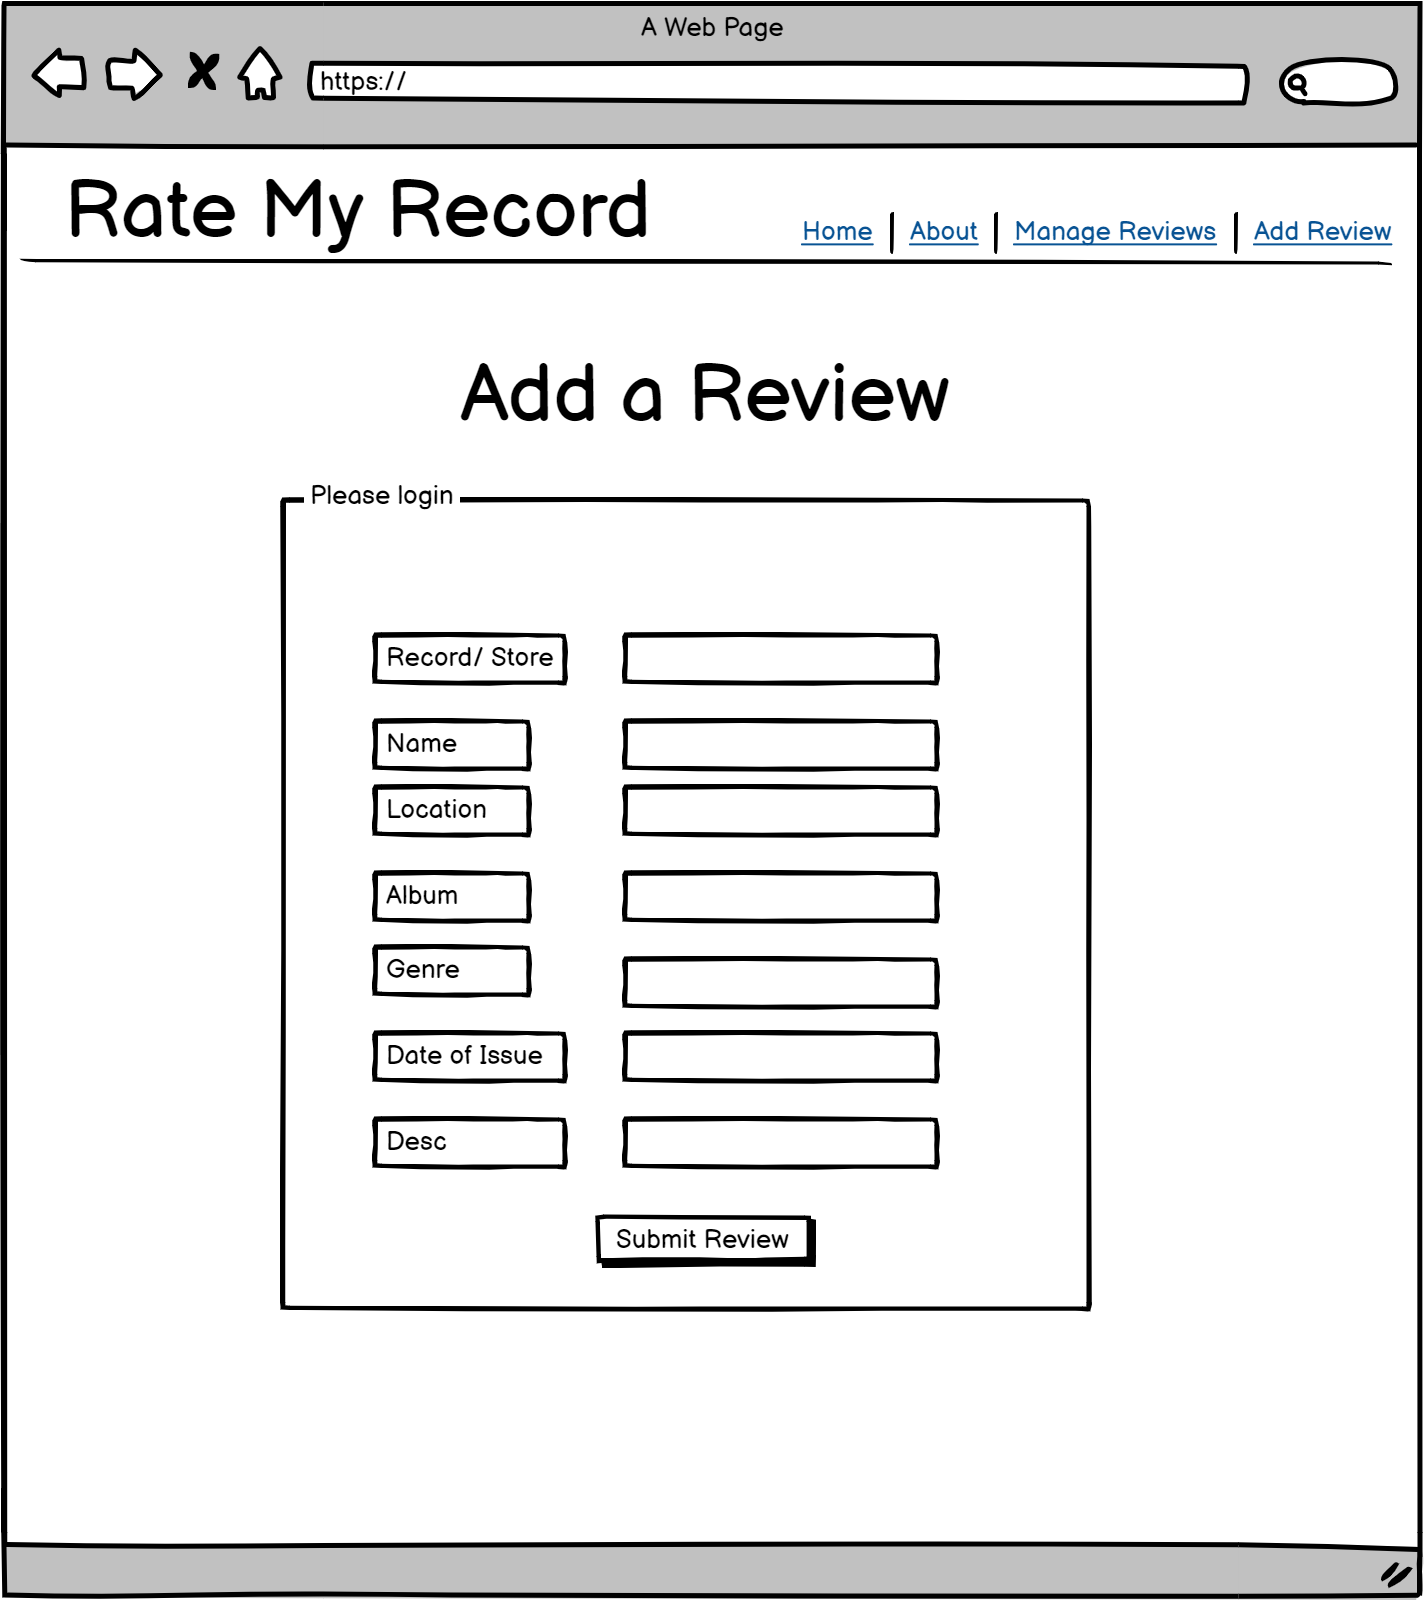 A Web Page
https://
Rate My Record
Home About Manage Reviews Add Review
Add a Review
Please login
Record/ Store
Name
Location
Album
Genre
Date of Issue
Desc
Submit Review